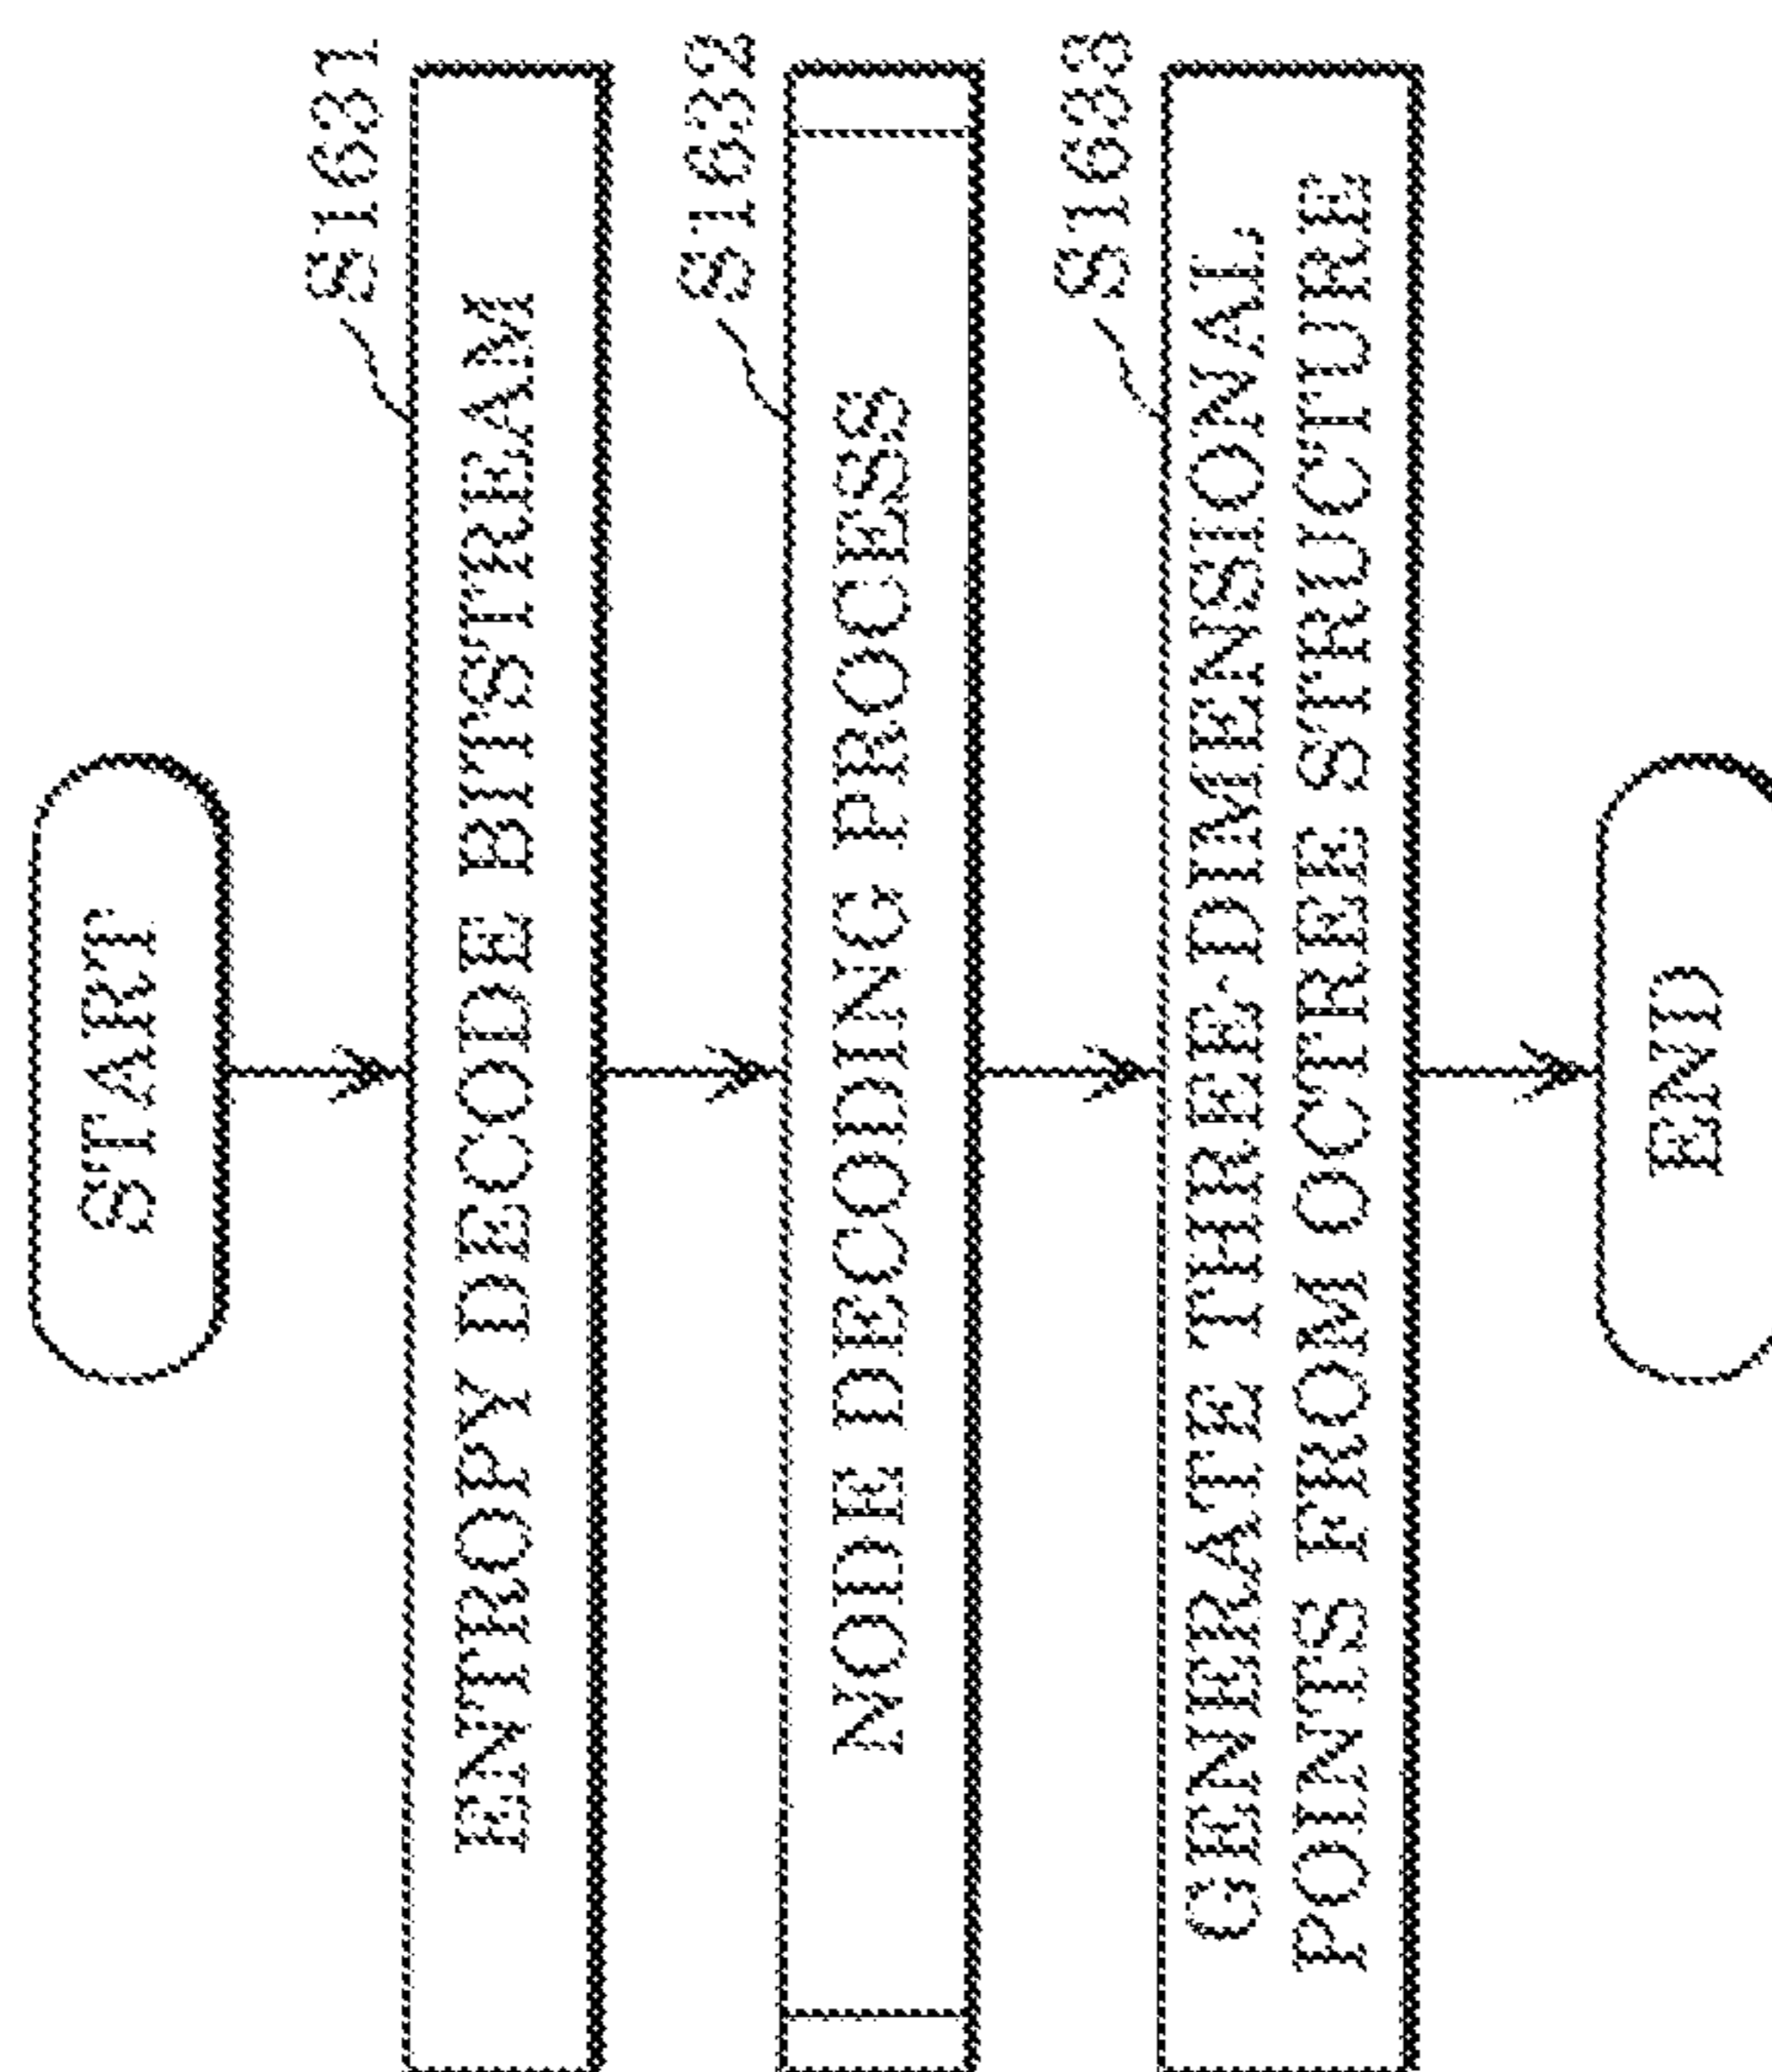 START
S1631
ENTROPY DECODE BITSTREAM
S1632
NODE DECODING PROCESS
S1633
GENERATE THREE-DIMENSIONAL
POINTS FROM OCTREE STRUCTURE
END